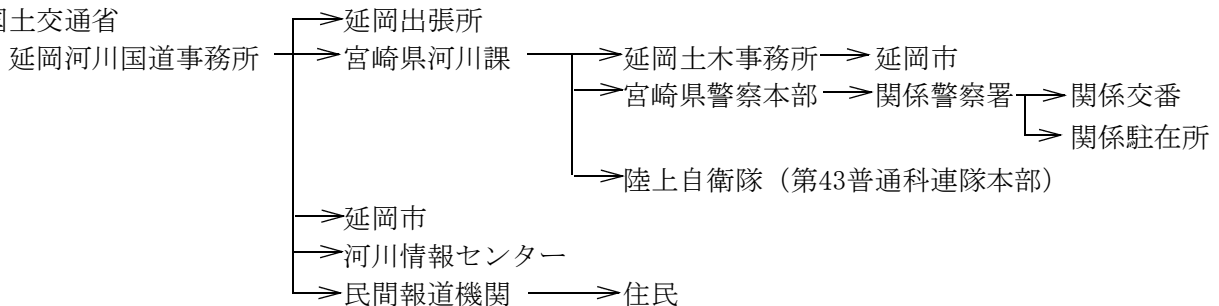 国土交通省
延岡河川国道事務所
延岡出張所
宮崎県河川課
延岡土木事務所
延岡市
宮崎県警察本部
関係警察署
関係交番
関係駐在所
陸上自衛隊（第43普通科連隊本部）
延岡市
河川情報センター
民間報道機関
住民